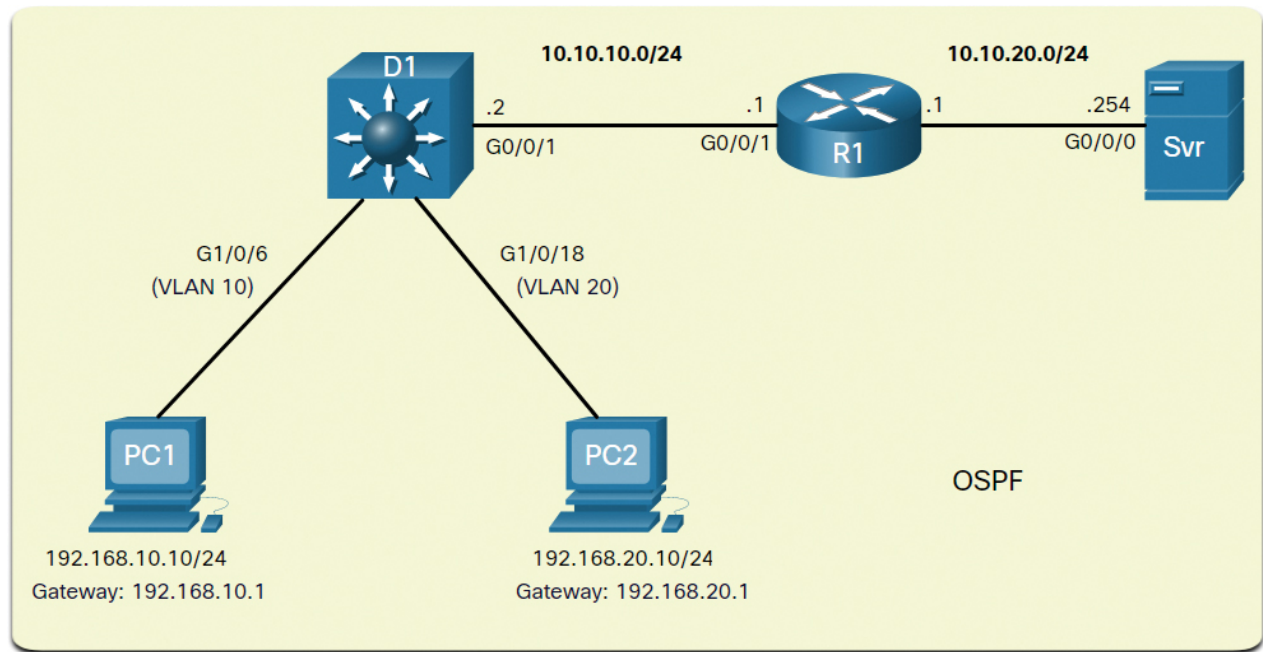 D1
10.10.10.0/24
10.10.20.0/24
.2
.1
.1
.254
G0/0/1
G0/0/1
R1
G0/0/0
Svr
G1/0/6
(VLAN 10)
G1/0/18
(VLAN 20)
PC1
PC2
OSPF
192.168.10.10/24
Gateway: 192.168.10.1
192.168.20.10/24
Gateway: 192.168.20.1